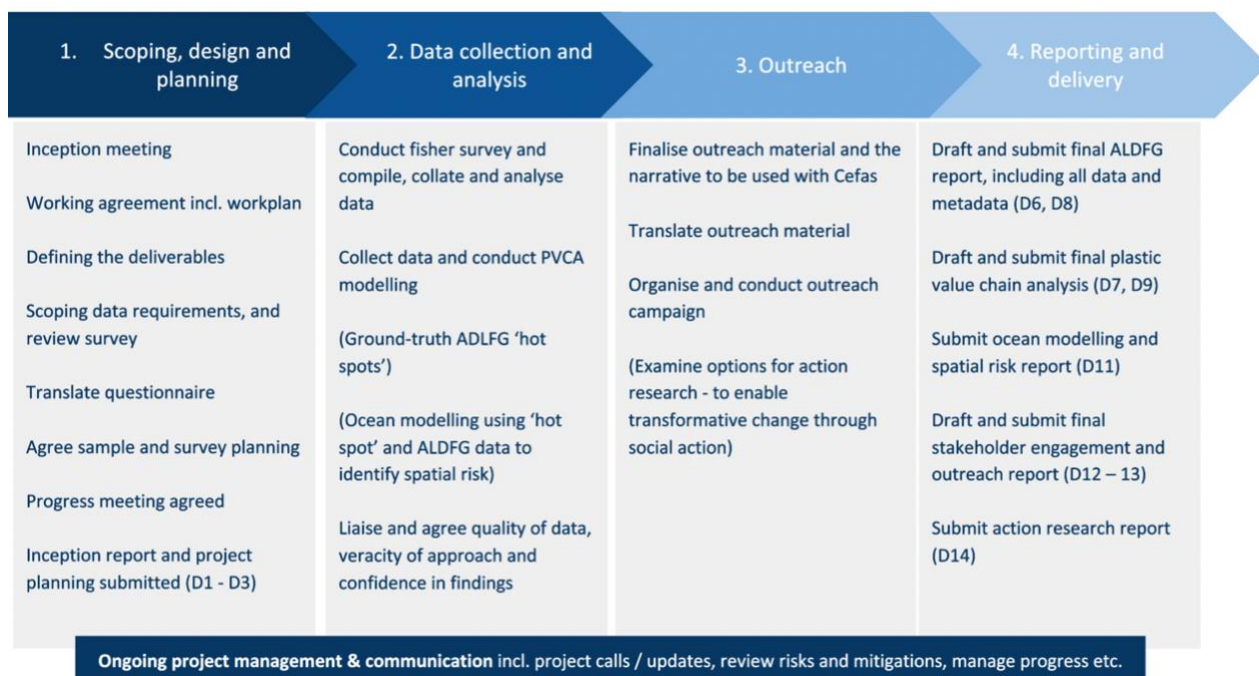 1. Scoping, design and
planning
2. Data collection and
analysis
3. Outreach
4. Reporting and
delivery
Inception meeting
Working agreement incl. workplan
Defining the deliverables
Scoping data requirements, and
review survey
Translate questionnaire
Agree sample and survey planning
Progress meeting agreed
Inception report and project
planning submitted (D1 - D3)
Conduct fisher survey and
compile, collate and analyse
data
Collect data and conduct PVCA
modelling
(Ground-truth ADLFG ‘hot
spots’)
(Ocean modelling using ‘hot
spot’ and ALDFG data to
identify spatial risk)
Liaise and agree quality of data,
veracity of approach and
confidence in findings
Finalise outreach material and the
narrative to be used with Cefas
Translate outreach material
Organise and conduct outreach
campaign
(Examine options for action
research - to enable
transformative change through
social action)
Draft and submit final ALDFG
report, including all data and
metadata (D6, D8)
Draft and submit final plastic
value chain analysis (D7, D9)
Submit ocean modelling and
spatial risk report (D11)
Draft and submit final
stakeholder engagement and
outreach report (D12 – 13)
Submit action research report
(D14)
Ongoing project management & communication incl. project calls / updates, review risks and mitigations, manage progress etc.